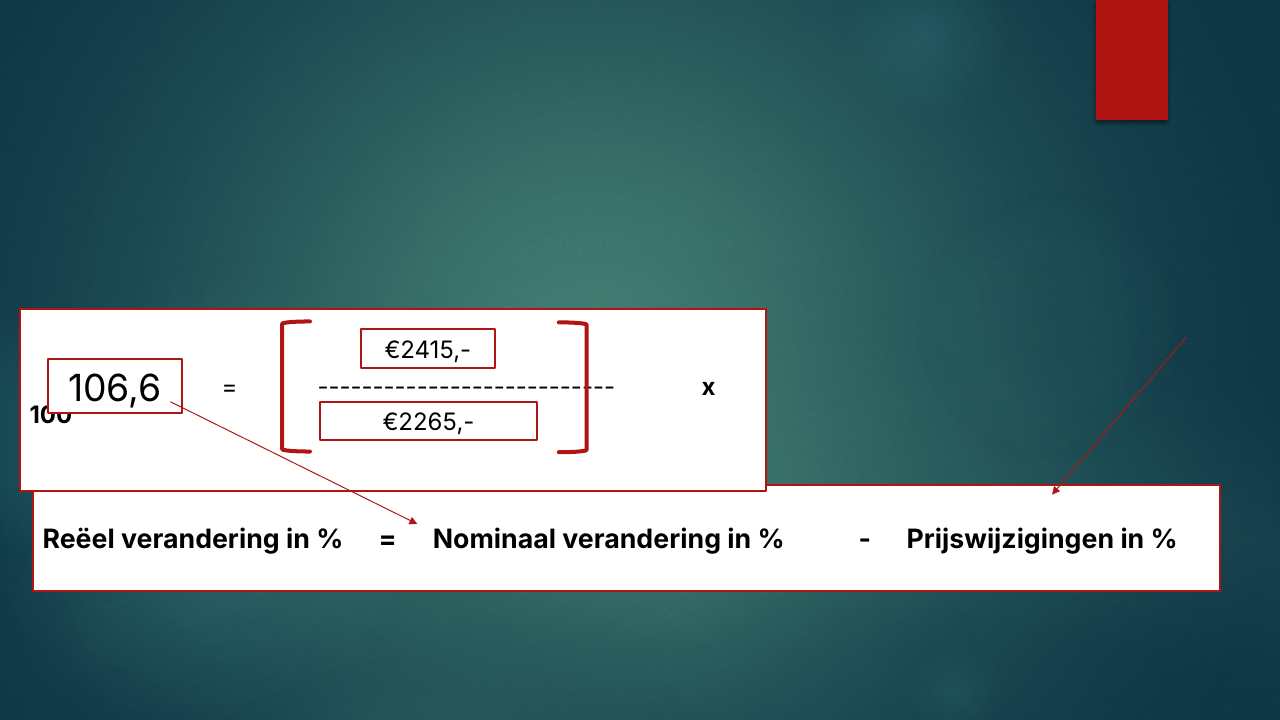 €2415,-
106,6 = --------------------------- x
100
€2265,-
Reëel verandering in % = Nominaal verandering in % - Prijswijzigingen in %